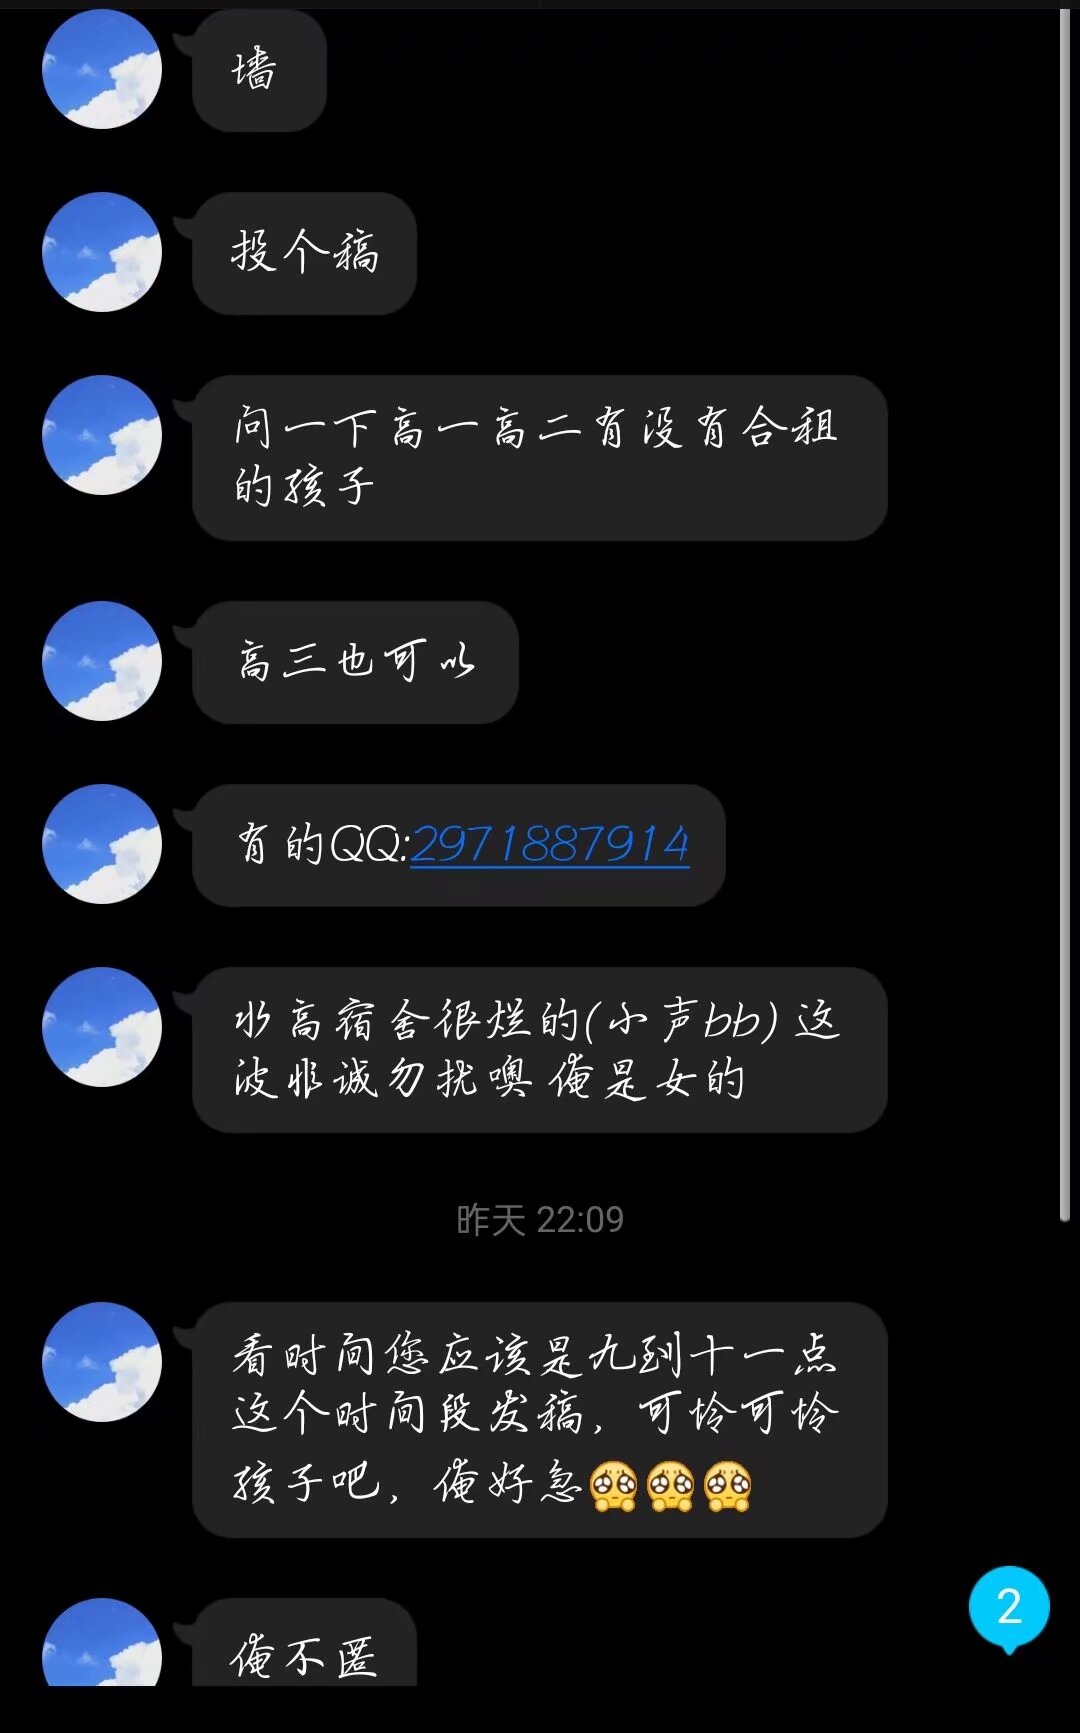 墙
投个稿
问一下高一高二有没有合租
的孩子
高三也可以
有的QQ:2971887914
水高宿舍很烂的(小声bb) 这
波非诚勿扰噢 俺是女的
昨天 22:09
看时间您应该是九到十一点
这个时间段发稿，可怜可怜
孩子吧，俺好急
2
俺不匿